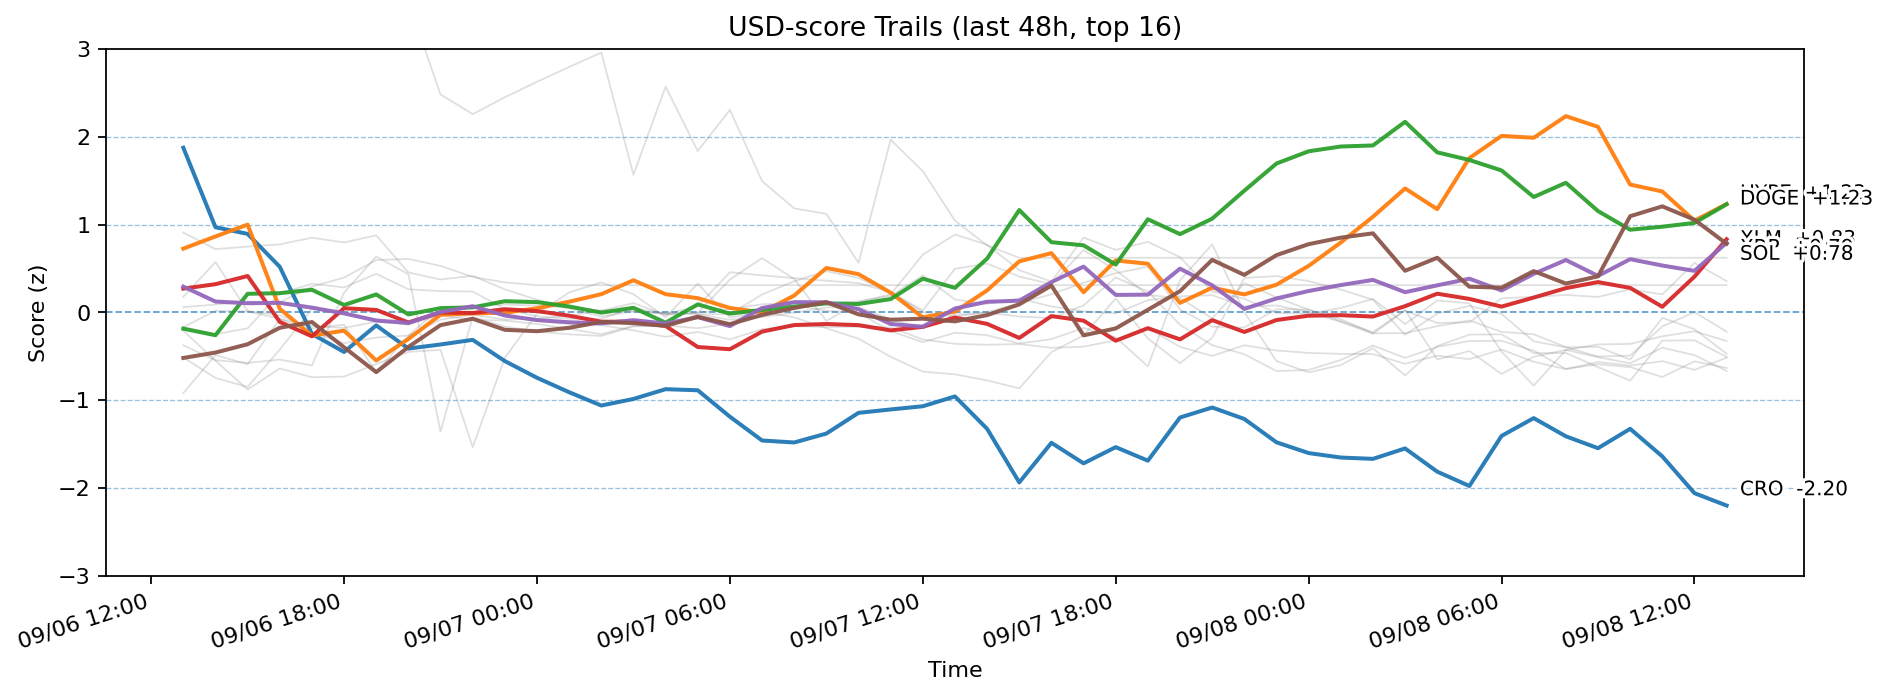 USD-score Trails (last 48h, top 16)
Score (z)
3
2
1
0
−1
−2
−3
DOGE +1.23
XLM +0.83
SOL +0.78
CRO -2.20
09/06 12:00
09/06 18:00
09/07 00:00
09/07 06:00
09/07 12:00
09/07 18:00
09/08 00:00
09/08 06:00
09/08 12:00
Time